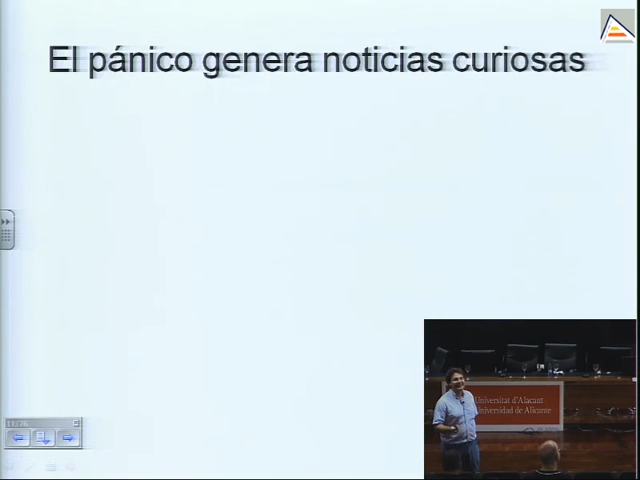 El pánico genera noticias curiosas
Universitat d'Alacant
Universidad de Alicante